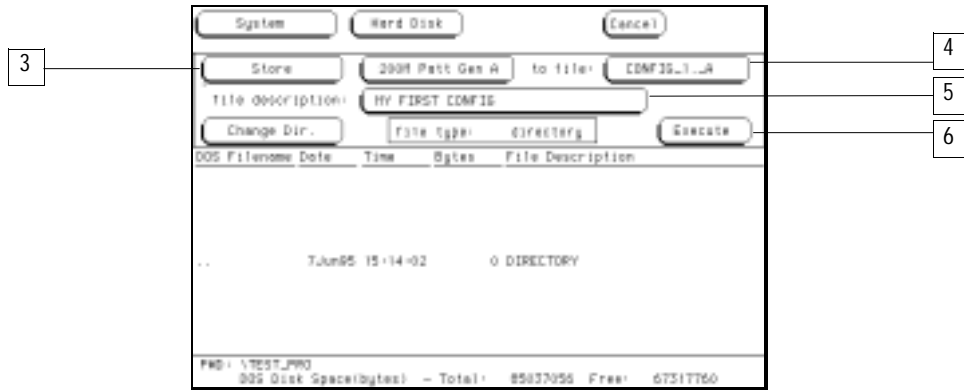 System Hard Disk Cancel
3 Store 200M Patt Gen A to file: CONFIG_1._A 4
file description: MY FIRST CONFIG 5
Change Dir. file type: directory Execute 6
DOS Filename Date Time Bytes File Description
.. 7Jun95 15:14:02 0 DIRECTORY
PWD: \TEST_PRO
DOS Disk Space(bytes) - Total: 85037056 Free: 67317760